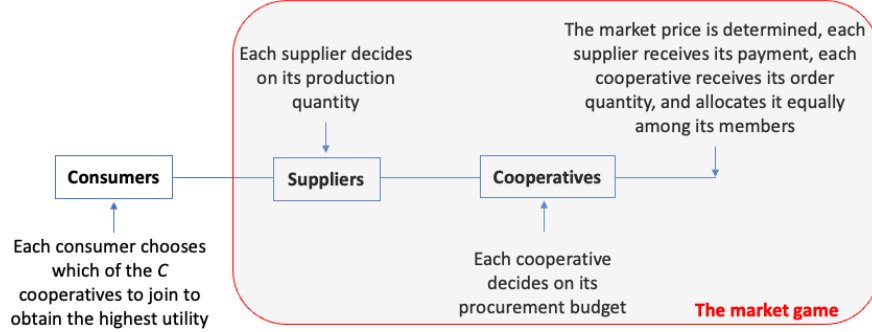 The market price is determined, each
supplier receives its payment, each
cooperative receives its order
quantity, and allocates it equally
among its members
Each supplier decides
on its production
quantity
Consumers
Suppliers
Cooperatives
Each consumer chooses
which of the C
cooperatives to join to
obtain the highest utility
Each cooperative
decides on its
procurement budget
The market game